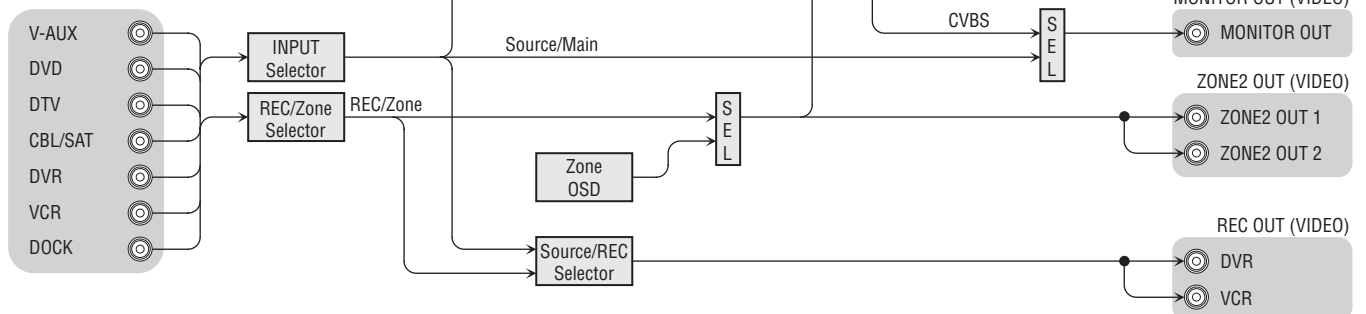 MONITOR OUT (VIDEO)
V-AUX
DVD
DTV
CBL/SAT
DVR
VCR
DOCK
INPUT
Selector
REC/Zone
Selector
Source/Main
REC/Zone
CVBS
SEL
MONITOR OUT
SEL
Zone
OSD
ZONE2 OUT (VIDEO)
ZONE2 OUT 1
ZONE2 OUT 2
Source/REC
Selector
REC OUT (VIDEO)
DVR
VCR